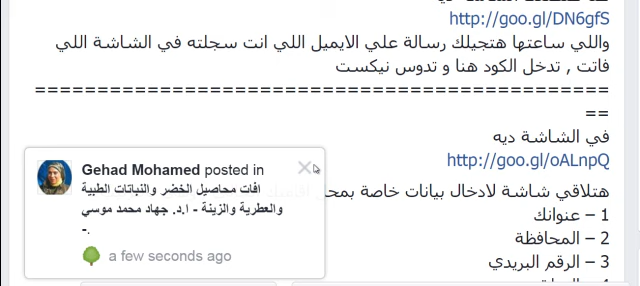 http://goo.gl/DN6gfS
واللي ساعتها هتجيلك رسالة علي الايميل اللي انت سجلته في الشاشة اللي
فاتت , تدخل الكود هنا و تدوس نيكست
==============================================
==
في الشاشة ديه
http://goo.gl/oALnpQ
هتلاقي شاشة لادخال بيانات خاصة
1 – عنوانك
2 – المحافظة
3 – الرقم البريدي
Gehad Mohamed posted in
افات محاصيل الخضر والنباتات الطبية
والعطرية والزينة - ا.د. جهاد محمد موسي
.-
a few seconds ago